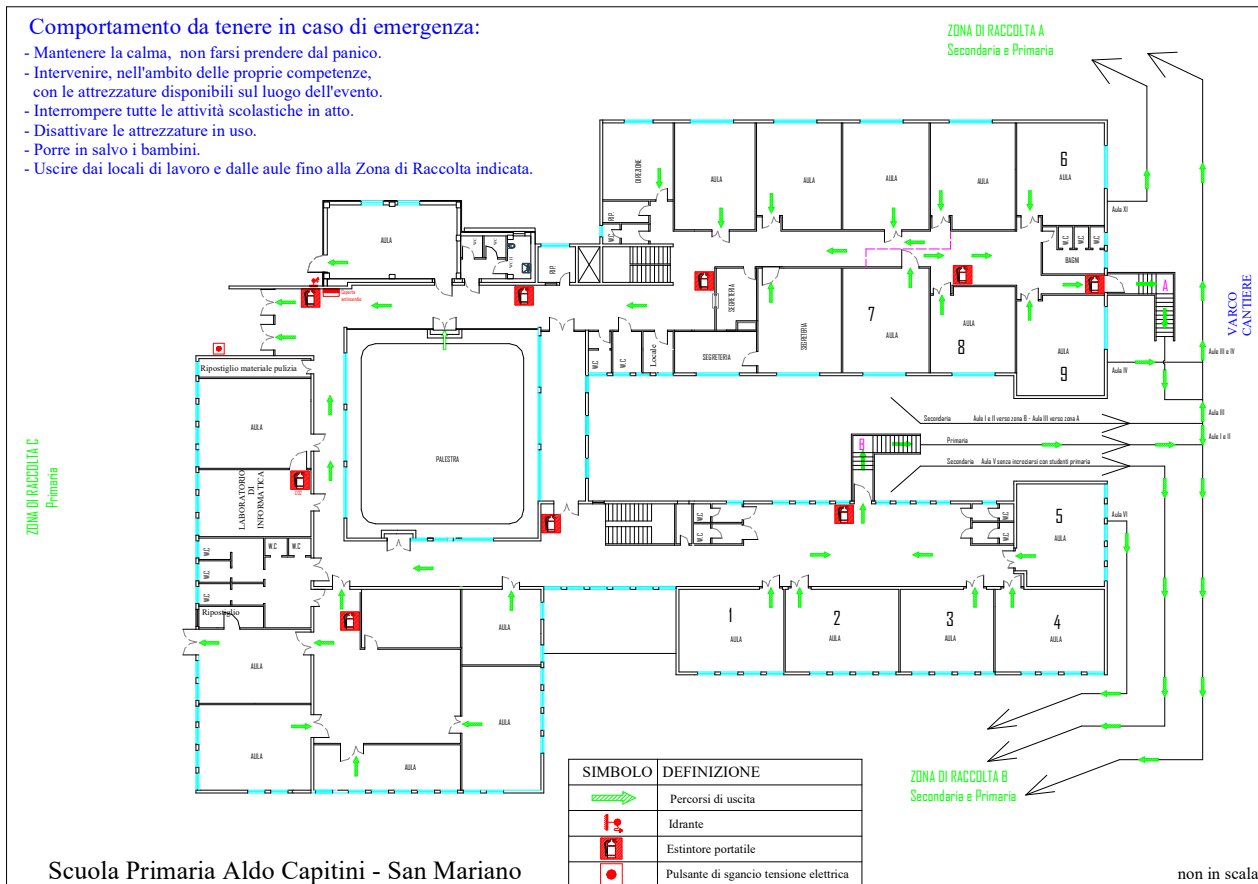 Comportamento da tenere in caso di emergenza:
- Mantenere la calma, non farsi prendere dal panico.
- Intervenire, nell'ambito delle proprie competenze,
con le attrezzature disponibili sul luogo dell'evento.
- Interrompere tutte le attività scolastiche in atto.
- Disattivare le attrezzature in uso.
- Porre in salvo i bambini.
- Uscire dai locali di lavoro e dalle aule fino alla Zona di Raccolta indicata.
ZONA DI RACCOLTA A
Secondaria e Primaria
DIREZIONE
AULA
AULA
AULA
AULA
6
AULA
RIP.
W.C
Aula XI
AULA
W.C
W.C
W.C.H
RIP.
W.C
W.C
W.C
BAGNI
A
VARCO
CANTIERE
Coperta
antincendio
SEGRETERIA
SEGRETERIA
SEGRETERIA
7
AULA
8
AULA
AULA
9
W.C
W.C
Locale
Aule III e IV
Aula IV
Ripostiglio materiale pulizia
AULA
PALESTRA
Secondaria Aule I e II verso zona B - Aula III verso zona A
Aula III
Aule I e II
B
Primaria
Secondaria Aula V senza incrociarsi con studenti primaria
ZONA DI RACCOLTA C
Primaria
LABORATORIO
DI
INFORMATICA
W.C
W.C
W.C
W.C
5
AULA
Aula VI
W.C
W.C
W.C
W.C
W.C
Ripostiglio
1
AULA
2
AULA
3
AULA
4
AULA
AULA
AULA
AULA
AULA
AULA
ZONA DI RACCOLTA B
Secondaria e Primaria
SIMBOLO DEFINIZIONE
Percorsi di uscita
Idrante
Estintore portatile
Pulsante di sgancio tensione elettrica
Scuola Primaria Aldo Capitini - San Mariano
non in scala